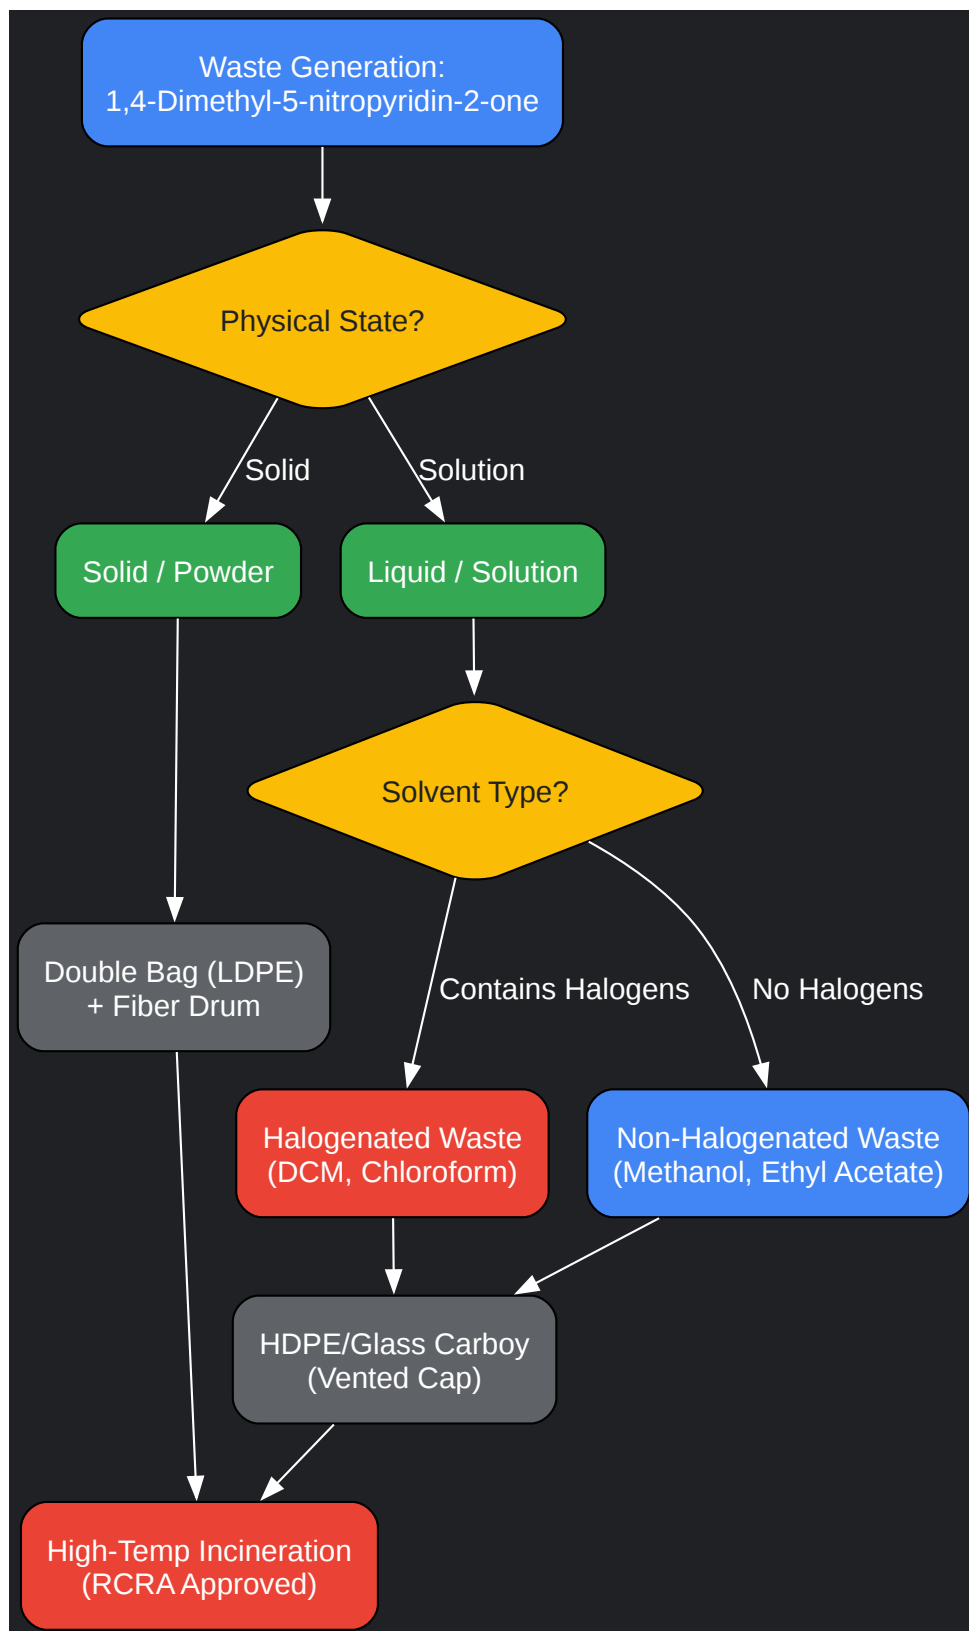 Waste Generation:
1,4-Dimethyl-5-nitropyridin-2-one
Physical State?
Solid
Solution
Solid / Powder
Liquid / Solution
Solvent Type?
Double Bag (LDPE)
+ Fiber Drum
Contains Halogens
No Halogens
Halogenated Waste
(DCM, Chloroform)
Non-Halogenated Waste
(Methanol, Ethyl Acetate)
HDPE/Glass Carboy
(Vented Cap)
High-Temp Incineration
(RCRA Approved)